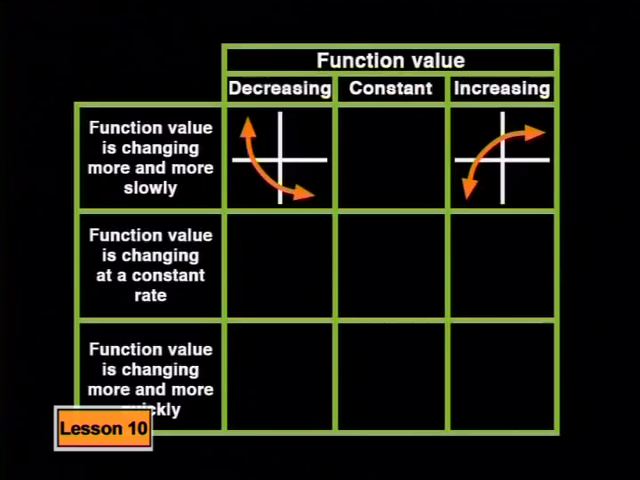 Function value
Decreasing Constant Increasing
Function value
is changing
more and more
slowly
Function value
is changing
at a constant
rate
Function value
is changing
more and more
quickly
Lesson 10